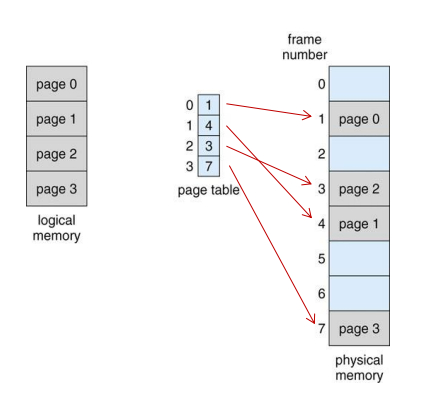 page 0
page 1
page 2
page 3
logical
memory
0 1
1 4
2 3
3 7
page table
frame
number
0
1 page 0
2
3 page 2
4 page 1
5
6
7 page 3
physical
memory